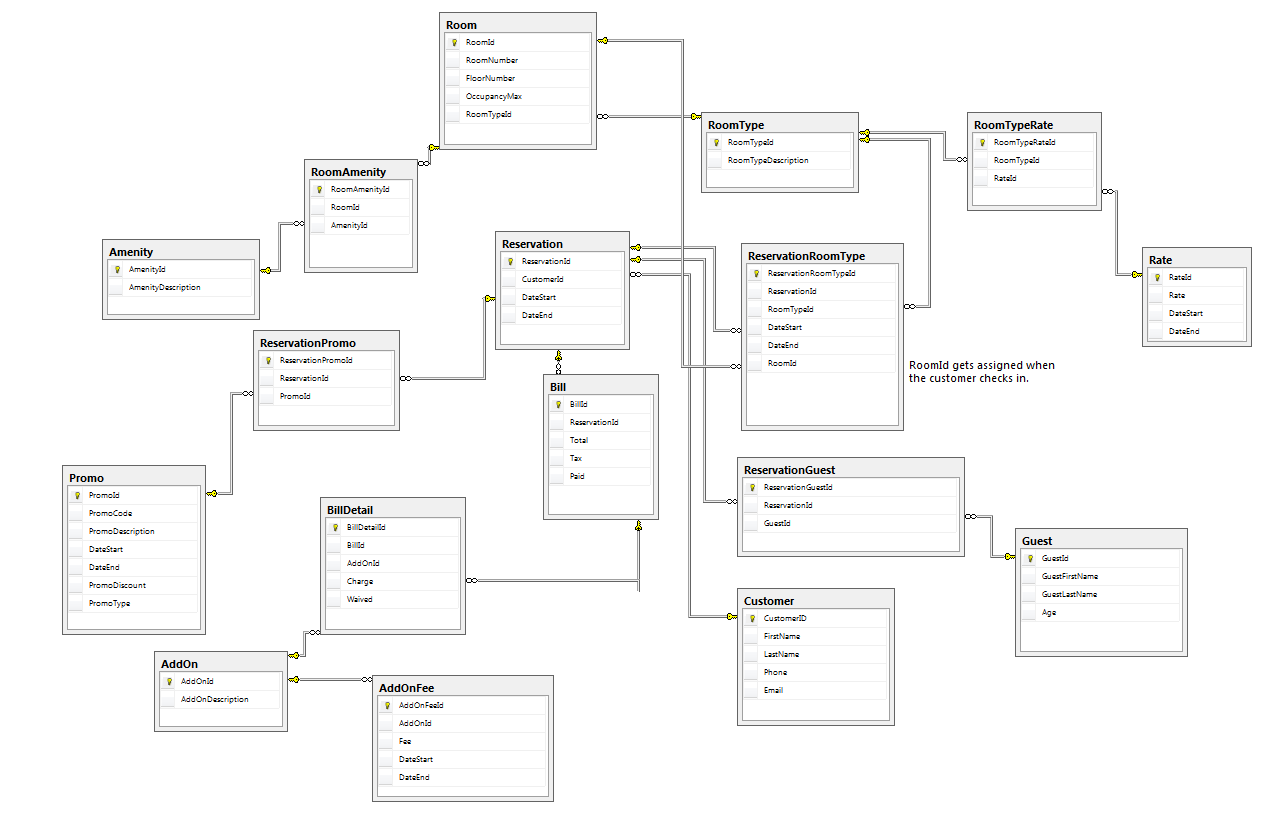 Room
RoomId
RoomNumber
FloorNumber
OccupancyMax
RoomTypeId
RoomType
RoomTypeId
RoomTypeDescription
RoomTypeRate
RoomTypeRateId
RoomTypeId
RateId
RoomAmenity
RoomAmenityId
RoomId
AmenityId
Amenity
AmenityId
AmenityDescription
Reservation
ReservationId
CustomerId
DateStart
DateEnd
ReservationRoomType
ReservationRoomTypeId
ReservationId
RoomTypeId
DateStart
DateEnd
RoomId
Rate
RateId
Rate
DateStart
DateEnd
RoomId gets assigned when
the customer checks in.
ReservationPromo
ReservationPromoId
ReservationId
PromoId
Bill
BillId
ReservationId
Total
Tax
Paid
Promo
PromoId
PromoCode
PromoDescription
DateStart
DateEnd
PromoDiscount
PromoType
BillDetail
BillDetailId
BillId
AddOnId
Charge
Waived
ReservationGuest
ReservationGuestId
ReservationId
GuestId
Guest
GuestId
GuestFirstName
GuestLastName
Age
Customer
CustomerID
FirstName
LastName
Phone
Email
AddOn
AddOnId
AddOnDescription
AddOnFee
AddOnFeeId
AddOnId
Fee
DateStart
DateEnd